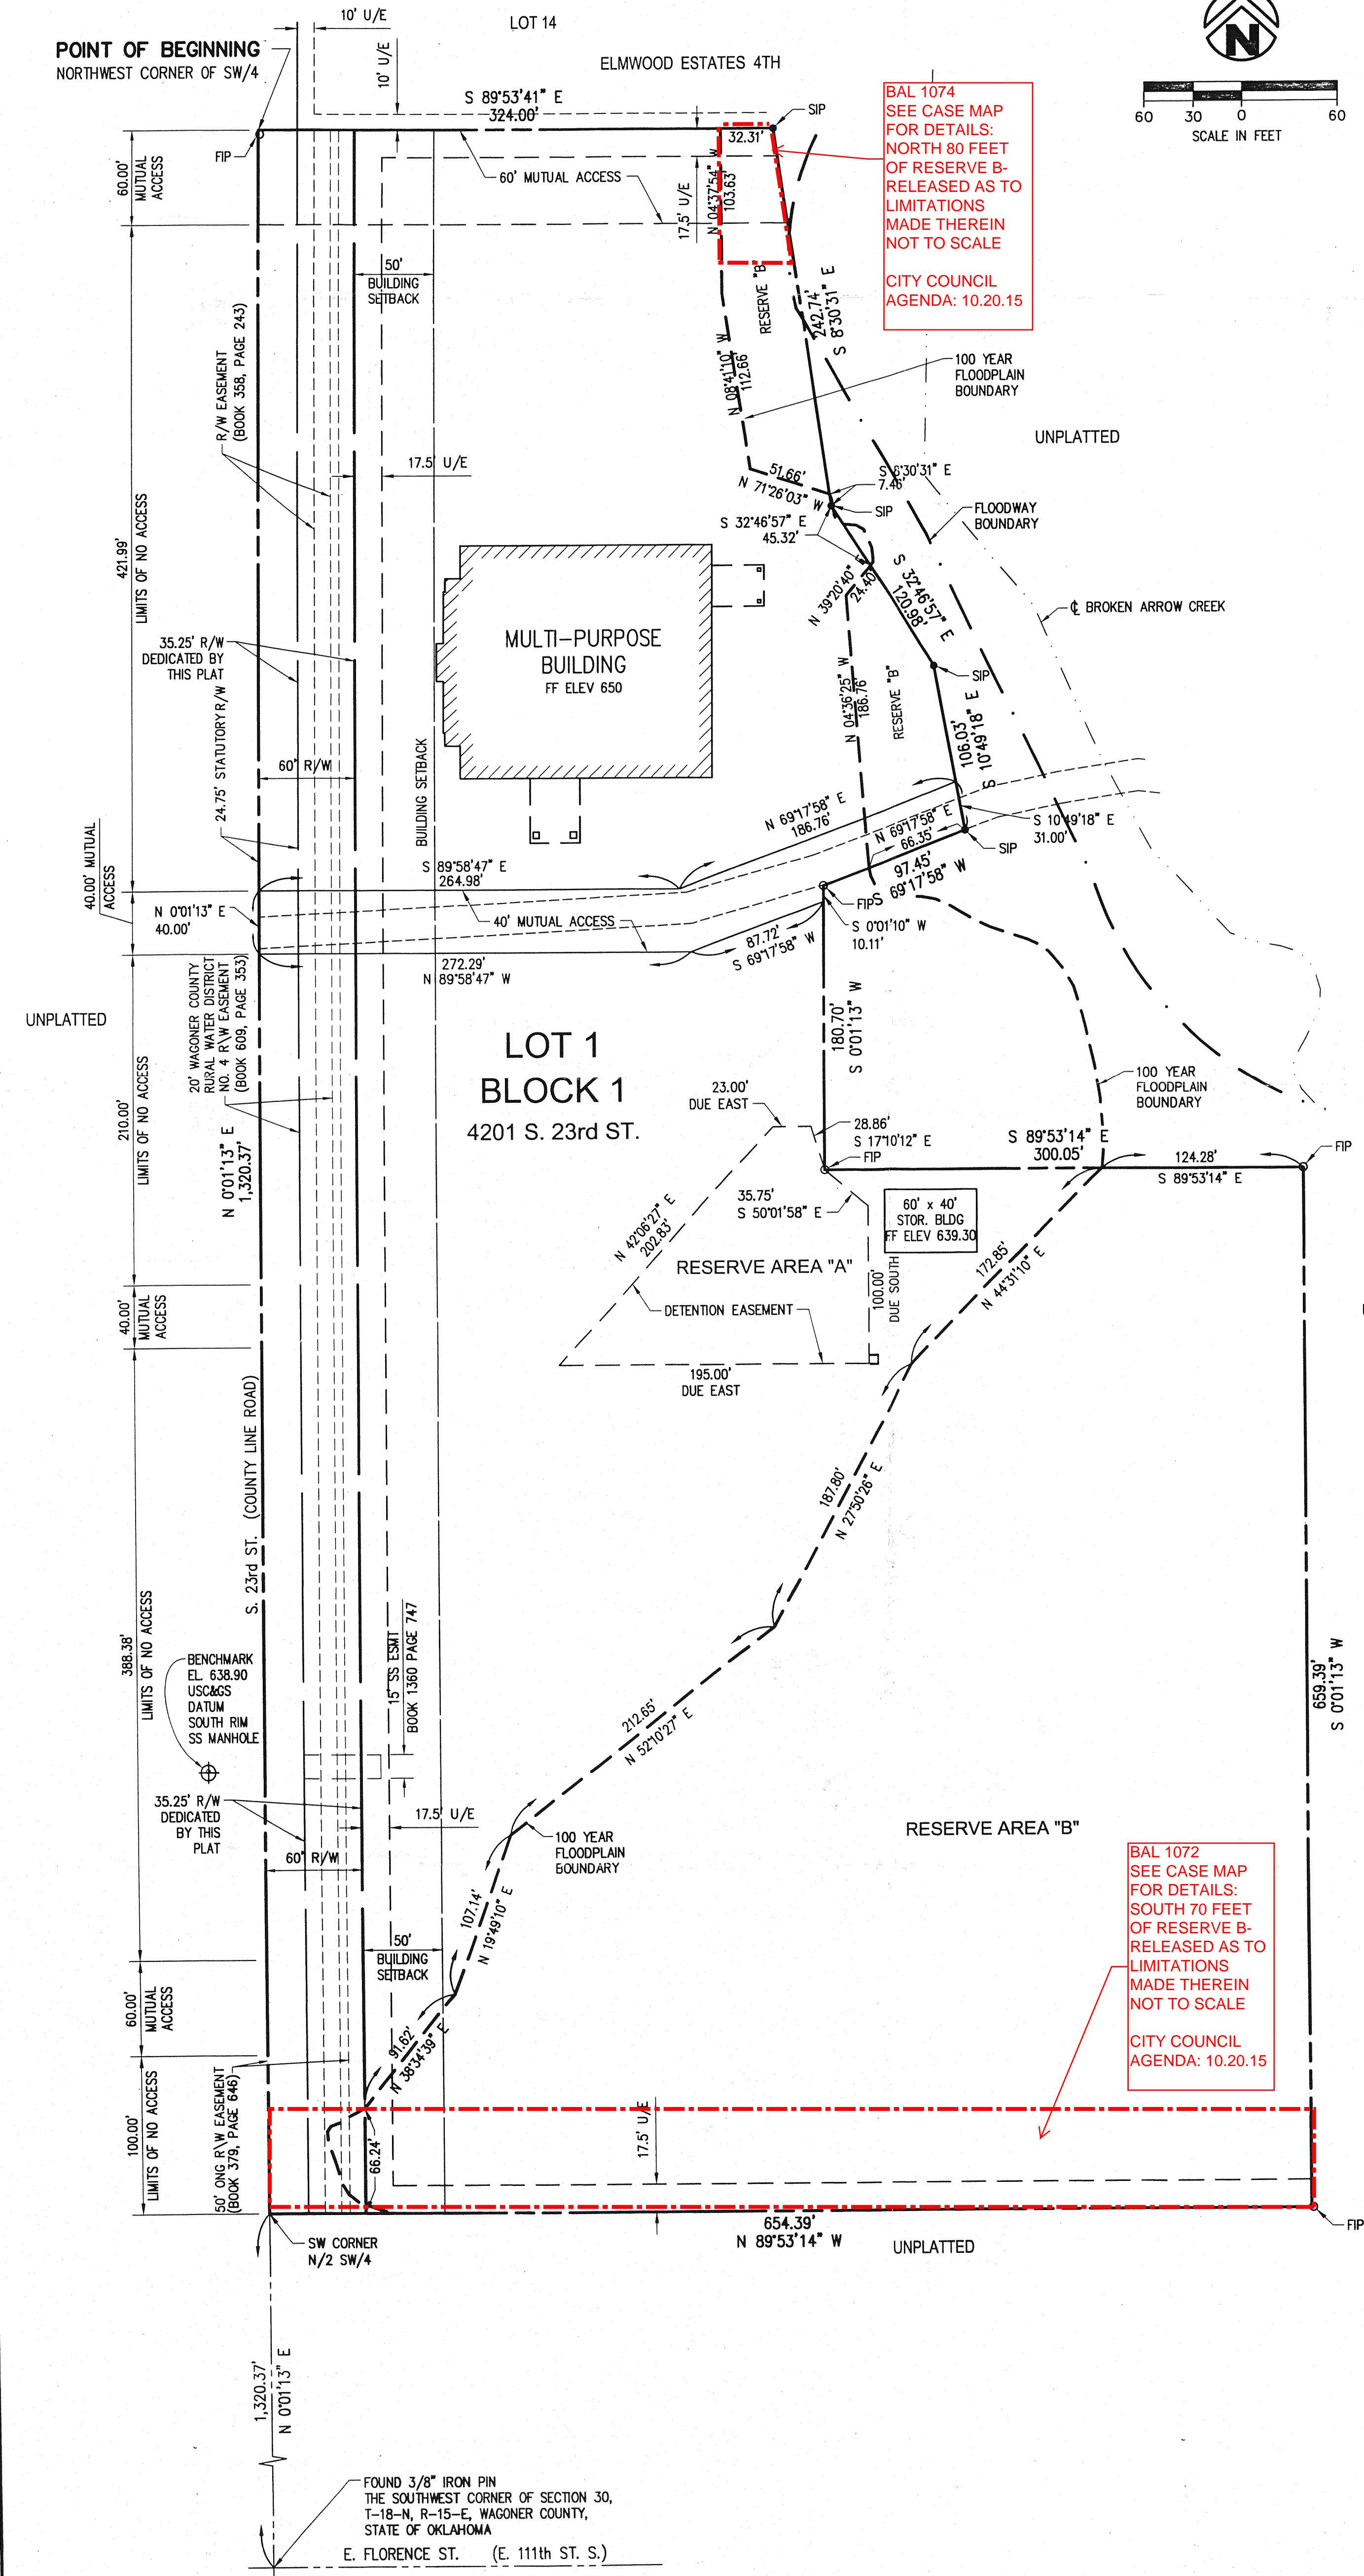 10' U/E
LOT 14
POINT OF BEGINNING
NORTHWEST CORNER OF SW/4
10' U/E
ELMWOOD ESTATES 4TH
N
60 30 0 60
SCALE IN FEET
S 89°53'41" E
324.00'
SIP
FIP
32.31'
BAL 1074
SEE CASE MAP
FOR DETAILS:
NORTH 80 FEET
OF RESERVE B-
RELEASED AS TO
LIMITATIONS
MADE THEREIN
NOT TO SCALE
CITY COUNCIL
AGENDA: 10.20.15
60.00'
MUTUAL
ACCESS
60' MUTUAL ACCESS
17.5' U/E
N 04°37'54" W
103.63'
50'
BUILDING
SETBACK
RESERVE "B"
242.74'
S 8°30'31" E
R/W EASEMENT
(BOOK 358, PAGE 243)
N 08°41'10" W
112.66'
100 YEAR
FLOODPLAIN
BOUNDARY
UNPLATTED
17.5' U/E
51.66'
N 71°26'03" W
S 8°30'31" E
7.46'
SIP
S 32°46'57" E
45.32'
FLOODWAY
BOUNDARY
421.99'
LIMITS OF NO ACCESS
N 39°20'40"
24.40'
S 32°46'57" E
120.98'
℄ BROKEN ARROW CREEK
MULTI-PURPOSE
BUILDING
FF ELEV 650
35.25' R/W
DEDICATED BY
THIS PLAT
SIP
N 04°36'25" W
186.76'
RESERVE "B"
106.03'
S 10°49'18" E
24.75' STATUTORY R/W
60' R/W
BUILDING SETBACK
N 69°17'58" E
186.76'
N 69°17'58" E
66.35'
S 10°49'18" E
31.00'
SIP
97.45'
S 69°17'58" W
40.00' MUTUAL
ACCESS
S 89°58'47" E
264.98'
FIP
N 0°01'13" E
40.00'
40' MUTUAL ACCESS
S 0°01'10" W
10.11'
87.72'
S 69°17'58" W
272.29'
N 89°58'47" W
20' WAGONER COUNTY
RURAL WATER DISTRICT
NO. 4 R\W EASEMENT
(BOOK 609, PAGE 353)
UNPLATTED
LOT 1
BLOCK 1
4201 S. 23rd ST.
180.70'
S 0°01'13" W
100 YEAR
FLOODPLAIN
BOUNDARY
23.00'
DUE EAST
28.86'
S 17°10'12" E
FIP
S 89°53'14" E
300.05'
124.28'
S 89°53'14" E
FIP
210.00'
LIMITS OF NO ACCESS
N 0°01'13" E
1,320.37'
35.75'
S 50°01'58" E
60' x 40'
STOR. BLDG
FF ELEV 639.30
N 42°06'27" E
202.83'
RESERVE AREA "A"
172.85'
N 44°31'10" E
100.00'
DUE SOUTH
DETENTION EASEMENT
40.00'
MUTUAL
ACCESS
195.00'
DUE EAST
S. 23rd ST. (COUNTY LINE ROAD)
187.80'
N 27°50'26" E
388.38'
LIMITS OF NO ACCESS
BENCHMARK
EL. 638.90
USC&GS
DATUM
SOUTH RIM
SS MANHOLE
15' SS ESMT
BOOK 1360 PAGE 747
212.65'
N 52°10'27" E
659.39'
S 0°01'13" W
35.25' R/W
DEDICATED
BY THIS
PLAT
17.5' U/E
100 YEAR
FLOODPLAIN
BOUNDARY
RESERVE AREA "B"
60' R/W
107.14'
N 19°49'10" E
BAL 1072
SEE CASE MAP
FOR DETAILS:
SOUTH 70 FEET
OF RESERVE B-
RELEASED AS TO
LIMITATIONS
MADE THEREIN
NOT TO SCALE
CITY COUNCIL
AGENDA: 10.20.15
50'
BUILDING
SETBACK
60.00'
MUTUAL
ACCESS
91.62'
N 38°34'39" E
100.00'
LIMITS OF NO ACCESS
50' ONG R\W EASEMENT
(BOOK 379, PAGE 646)
66.24'
17.5' U/E
654.39'
N 89°53'14" W
FIP
SW CORNER
N/2 SW/4
UNPLATTED
1,320.37'
N 0°01'13" E
FOUND 3/8" IRON PIN
THE SOUTHWEST CORNER OF SECTION 30,
T-18-N, R-15-E, WAGONER COUNTY,
STATE OF OKLAHOMA
E. FLORENCE ST. (E. 111th ST. S.)